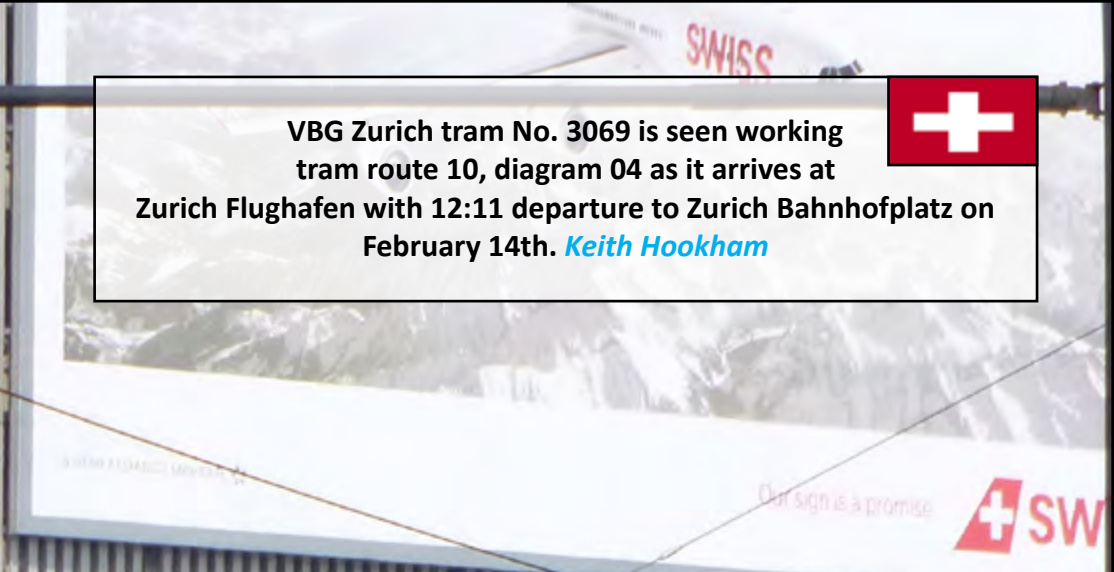 SWISS
VBG Zurich tram No. 3069 is seen working
tram route 10, diagram 04 as it arrives at
Zurich Flughafen with 12:11 departure to Zurich Bahnhofplatz on
February 14th. Keith Hookham
Our sign is a promise
SW